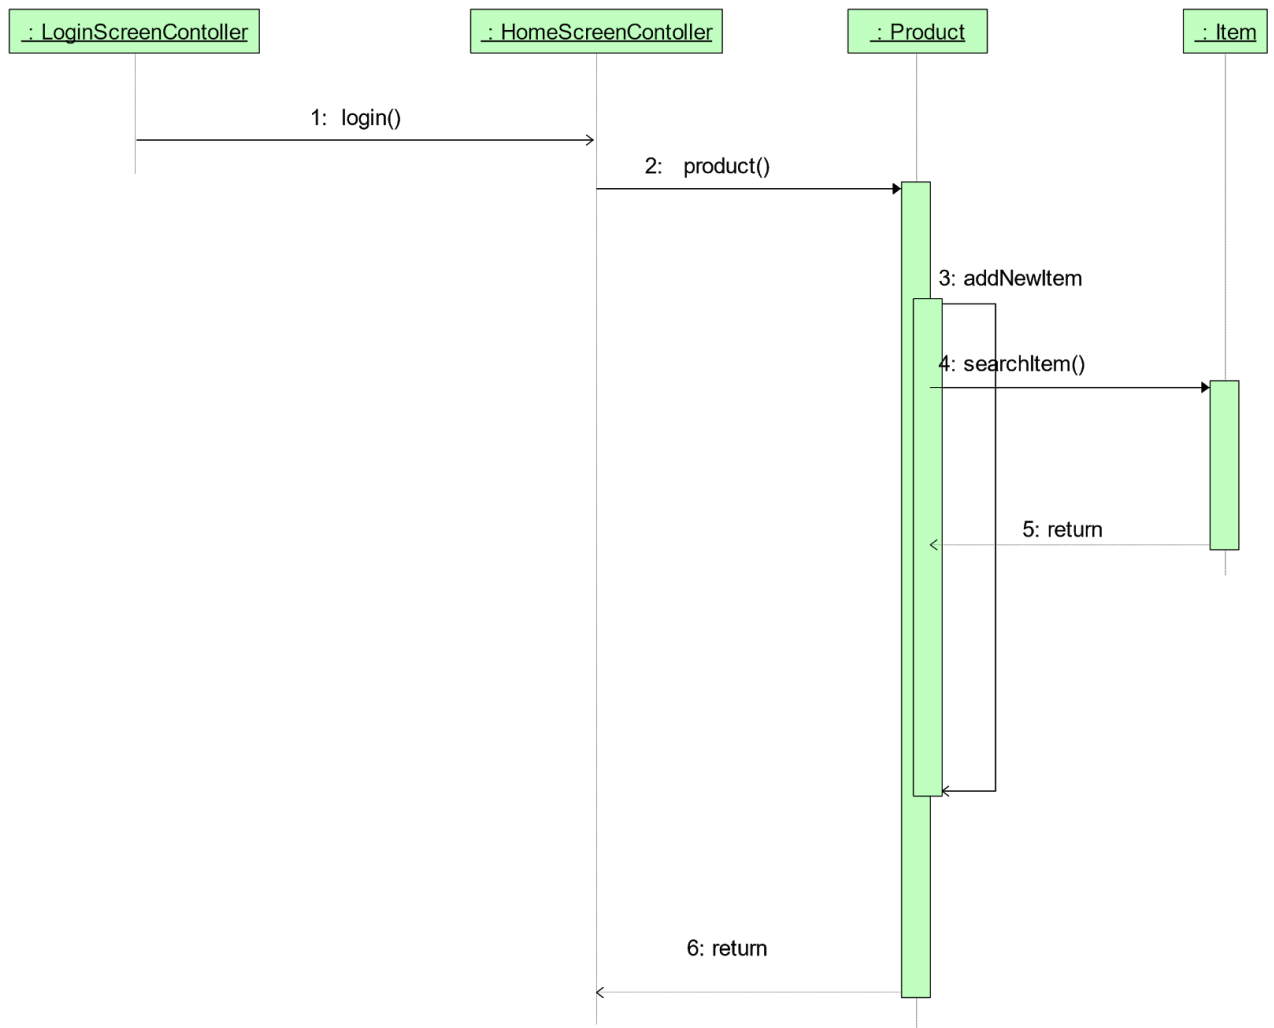 : LoginScreenContoller
: HomeScreenContoller
: Product
: Item
1: login()
2: product()
3: addNewItem
4: searchItem()
5: return
6: return